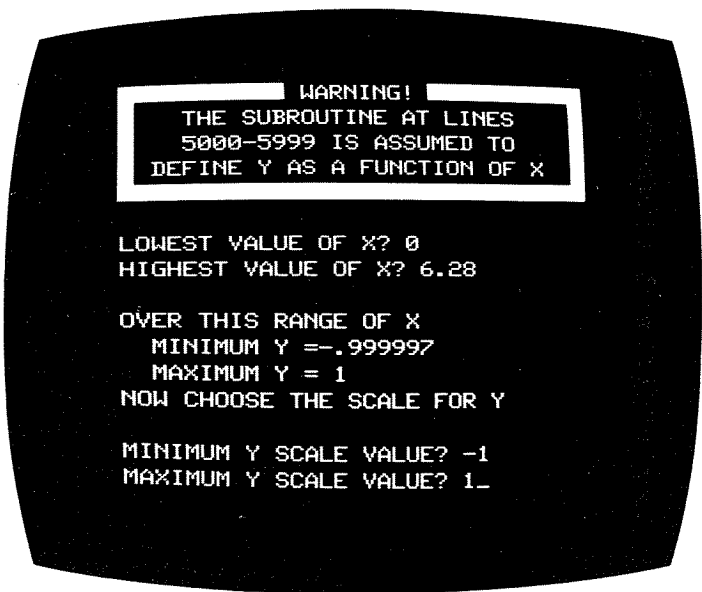 WARNING!
THE SUBROUTINE AT LINES
5000-5999 IS ASSUMED TO
DEFINE Y AS A FUNCTION OF X
LOWEST VALUE OF X? 0
HIGHEST VALUE OF X? 6.28
OVER THIS RANGE OF X
MINIMUM Y =-.999997
MAXIMUM Y = 1
NOW CHOOSE THE SCALE FOR Y
MINIMUM Y SCALE VALUE? -1
MAXIMUM Y SCALE VALUE? 1_